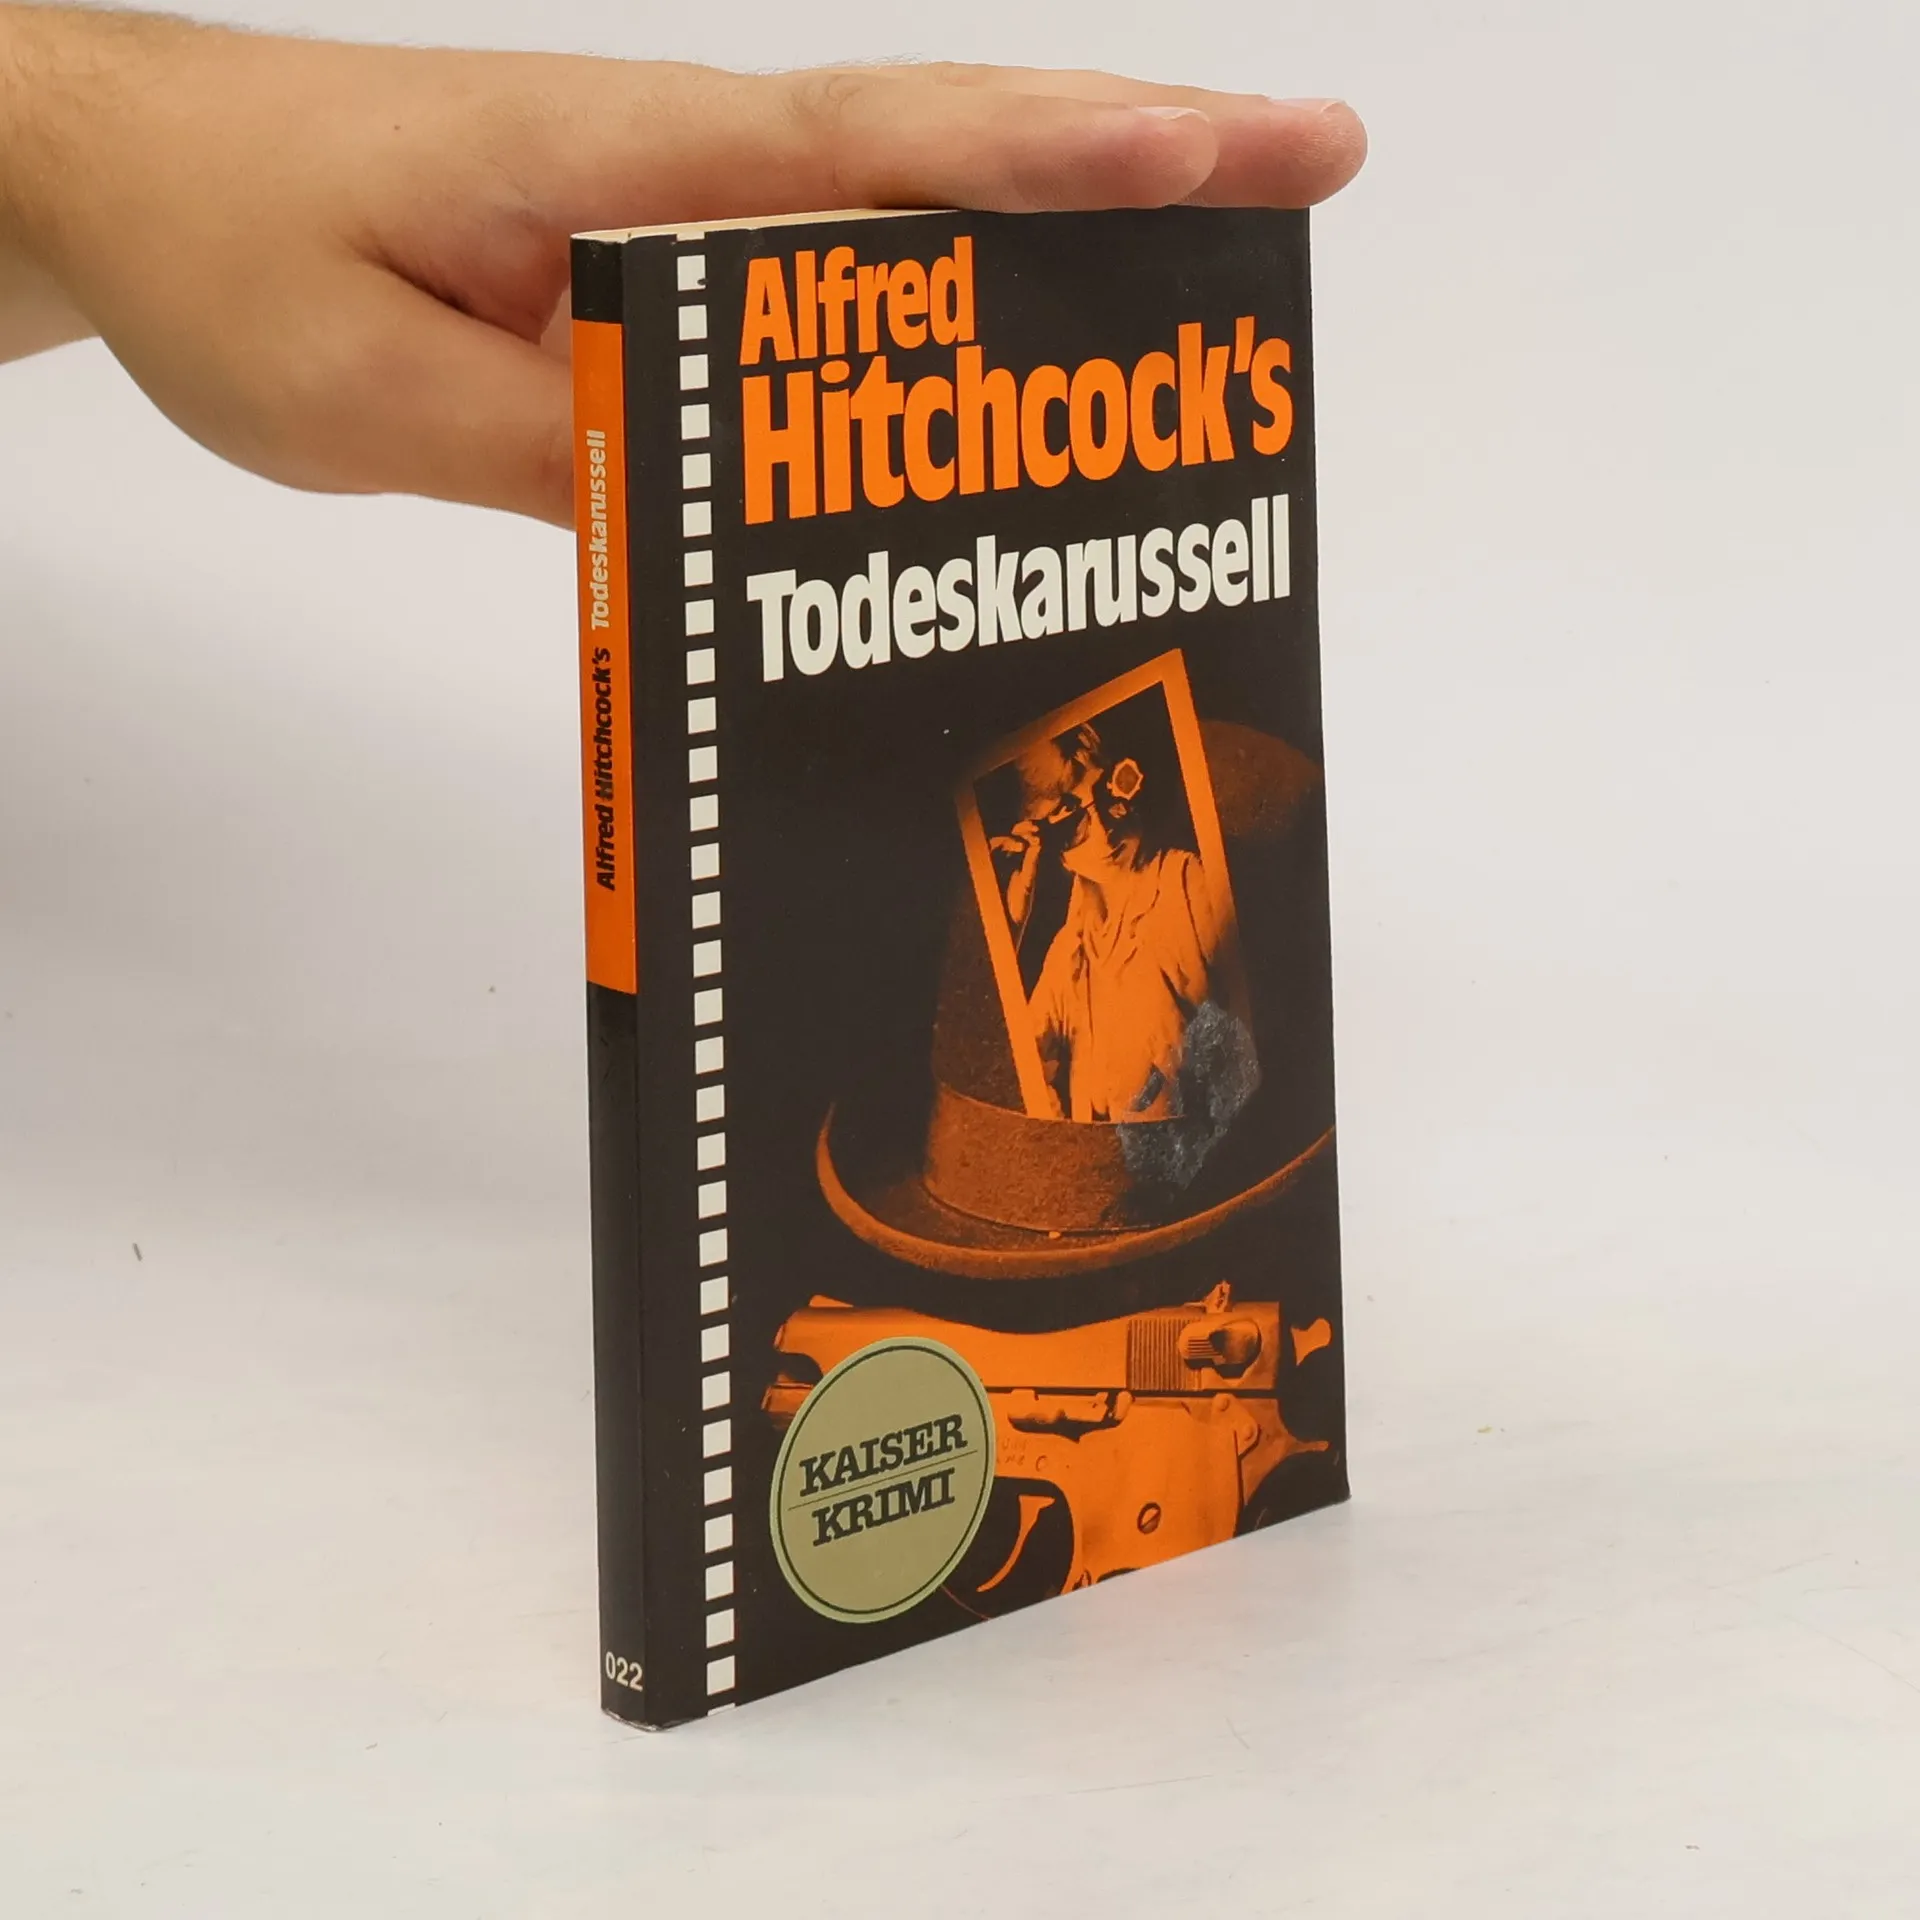 Alfred
Hitchcock's
Todeskarussell
KAISER
KRIMI
Alfred Hitchcock's Todeskarussell
022